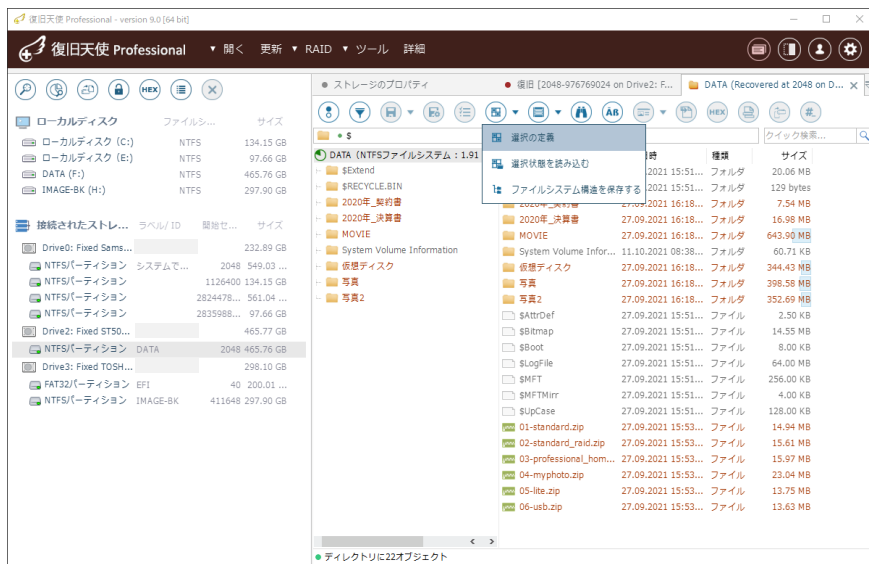 復旧天使 Professional - version 9.0 [64 bit]
復旧天使 Professional ▼ 開く 更新 ▼ RAID ▼ ツール 詳細
ストレージのプロパティ
復旧 [2048-976769024 on Drive2: F...
DATA (Recovered at 2048 on D...
HEX
ÂB HEX
$
選択の定義
選択状態を読み込む
ファイルシステム構造を保存する
クイック検索...
ローカルディスク ファイルシ... サイズ
ローカルディスク (C:) NTFS 134.15 GB
ローカルディスク (E:) NTFS 97.66 GB
DATA (F:) NTFS 465.76 GB
IMAGE-BK (H:) NTFS 297.90 GB
接続されたストレ... ラベル/ ID 開始セ... サイズ
Drive0: Fixed Sams... 232.89 GB
NTFSパーティション システムで... 2048 549.03 ...
NTFSパーティション 1126400 134.15 GB
NTFSパーティション 2824478... 561.04 ...
NTFSパーティション 2835988... 97.66 GB
Drive2: Fixed ST50... 465.77 GB
NTFSパーティション DATA 2048 465.76 GB
Drive3: Fixed TOSH... 298.10 GB
FAT32パーティション EFI 40 200.01 ...
NTFSパーティション IMAGE-BK 411648 297.90 GB
DATA (NTFSファイルシステム : 1.91
$Extend
$RECYCLE.BIN
2020年_契約書
2020年_決算書
MOVIE
System Volume Information
仮想ディスク
写真
写真2
時 種類 サイズ
.2021 15:51... フォルダ 20.06 MB
.2021 15:51... フォルダ 129 bytes
2020年_契約書 27.09.2021 16:18... フォルダ 7.54 MB
2020年_決算書 27.09.2021 16:18... フォルダ 16.98 MB
MOVIE 27.09.2021 16:18... フォルダ 643.90 MB
System Volume Infor... 11.10.2021 08:38... フォルダ 60.71 KB
仮想ディスク 27.09.2021 16:18... フォルダ 344.43 MB
写真 27.09.2021 16:18... フォルダ 398.58 MB
写真2 27.09.2021 16:18... フォルダ 352.69 MB
$AttrDef 27.09.2021 15:51... ファイル 2.50 KB
$Bitmap 27.09.2021 15:51... ファイル 14.55 MB
$Boot 27.09.2021 15:51... ファイル 8.00 KB
$LogFile 27.09.2021 15:51... ファイル 64.00 MB
$MFT 27.09.2021 15:51... ファイル 256.00 KB
$MFTMirr 27.09.2021 15:51... ファイル 4.00 KB
$UpCase 27.09.2021 15:51... ファイル 128.00 KB
01-standard.zip 27.09.2021 15:53... ファイル 14.94 MB
02-standard_raid.zip 27.09.2021 15:53... ファイル 15.61 MB
03-professional_hom... 27.09.2021 15:53... ファイル 15.97 MB
04-myphoto.zip 27.09.2021 15:53... ファイル 23.04 MB
05-lite.zip 27.09.2021 15:53... ファイル 13.75 MB
06-usb.zip 27.09.2021 15:53... ファイル 13.63 MB
ディレクトリに22オブジェクト